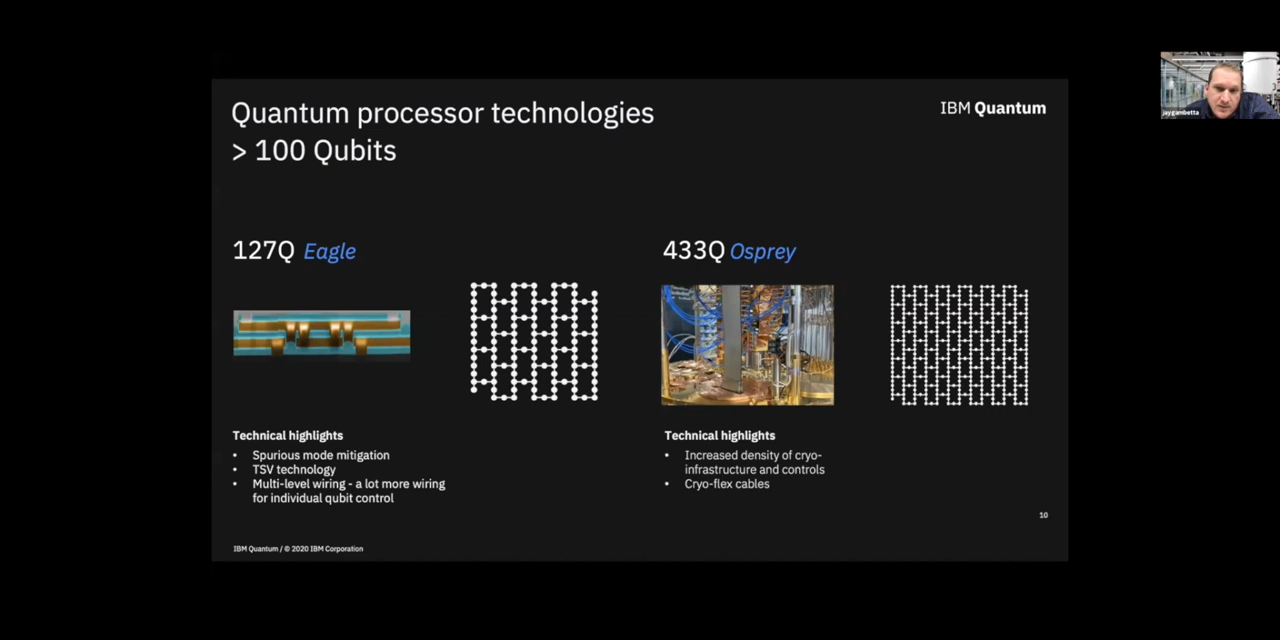 Quantum processor technologies
> 100 Qubits
IBM Quantum
jaygambetta
127Q Eagle
433Q Osprey
Technical highlights
• Spurious mode mitigation
• TSV technology
• Multi-level wiring - a lot more wiring
for individual qubit control
Technical highlights
• Increased density of cryo-
infrastructure and controls
• Cryo-flex cables
10
IBM Quantum / © 2020 IBM Corporation